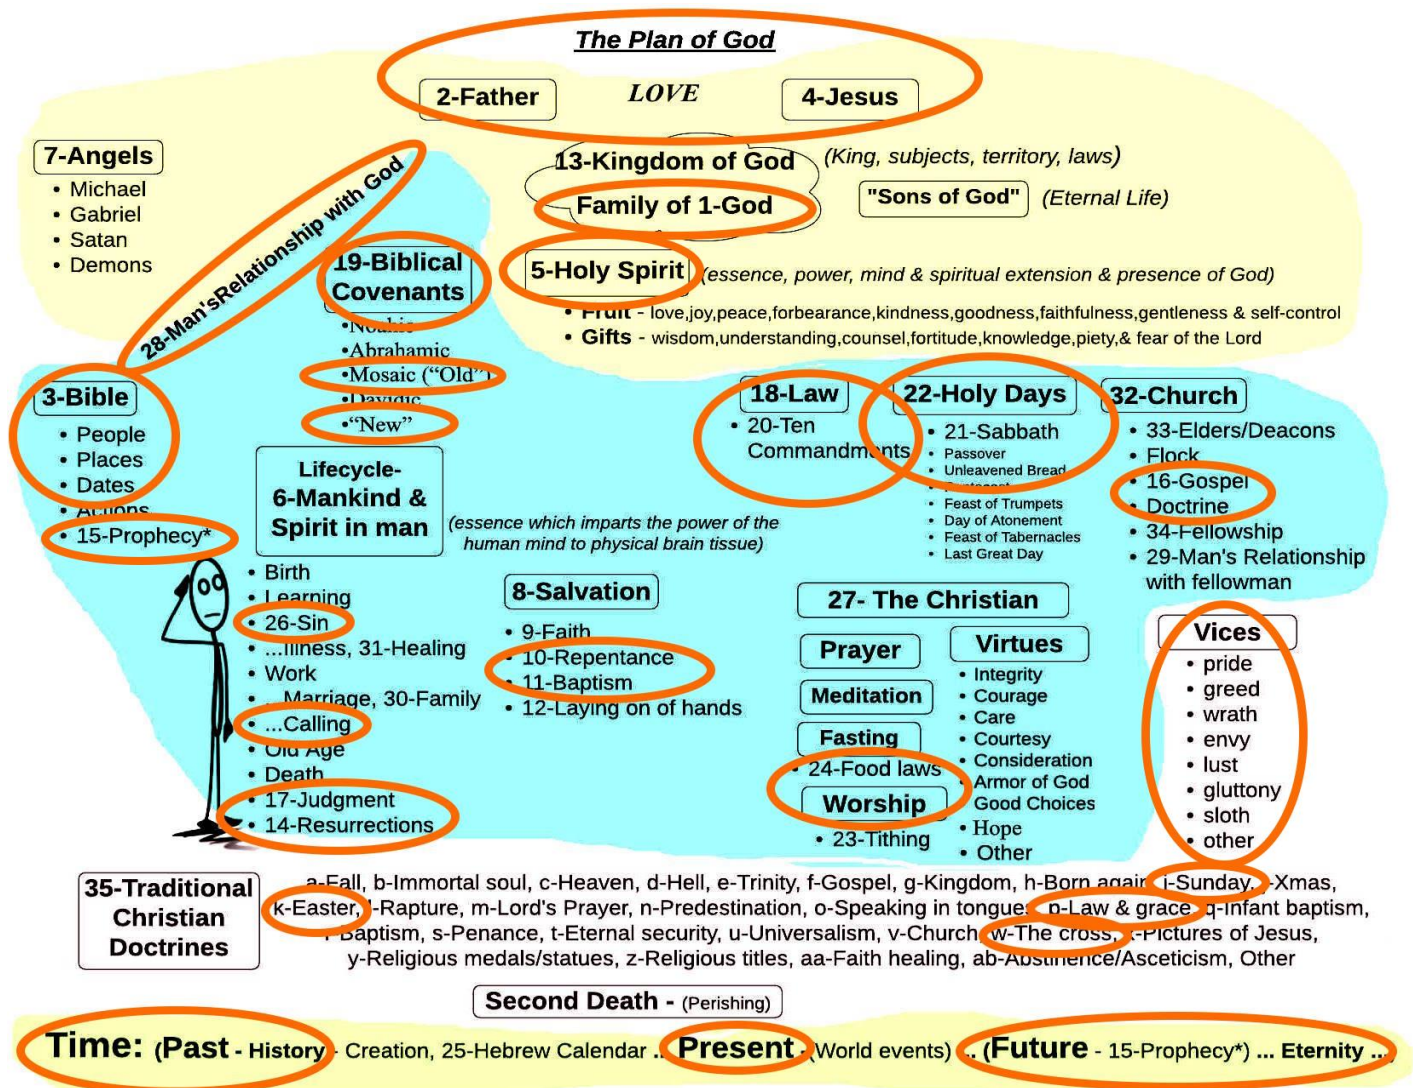 The Plan of God
2-Father
LOVE
4-Jesus
7-Angels
• Michael
• Gabriel
• Satan
• Demons
28-Man'sRelationship with God
13-Kingdom of God
(King, subjects, territory, laws)
Family of 1-God
"Sons of God"
(Eternal Life)
19-Biblical
Covenants
•Noahic
•Abrahamic
•Mosaic (“Old”)
•Davidic
•“New”
5-Holy Spirit
(essence, power, mind & spiritual extension & presence of God)
• Fruit - love,joy,peace,forbearance,kindness,goodness,faithfulness,gentleness & self-control
• Gifts - wisdom,understanding,counsel,fortitude,knowledge,piety,& fear of the Lord
3-Bible
• People
• Places
• Dates
• Actions
• 15-Prophecy*
18-Law
• 20-Ten
Commandments
22-Holy Days
• 21-Sabbath
• Passover
• Unleavened Bread
• Pentecost
• Feast of Trumpets
• Day of Atonement
• Feast of Tabernacles
• Last Great Day
32-Church
• 33-Elders/Deacons
• Flock
• 16-Gospel
• Doctrine
• 34-Fellowship
• 29-Man's Relationship
with fellowman
Lifecycle-
6-Mankind &
Spirit in man
(essence which imparts the power of the
human mind to physical brain tissue)
• Birth
• Learning
• 26-Sin
• ...Illness, 31-Healing
• Work
• ...Marriage, 30-Family
• ...Calling
• Old Age
• Death
• 17-Judgment
• 14-Resurrections
8-Salvation
• 9-Faith
• 10-Repentance
• 11-Baptism
• 12-Laying on of hands
27- The Christian
Prayer
Meditation
Fasting
• 24-Food laws
Worship
• 23-Tithing
Virtues
• Integrity
• Courage
• Care
• Courtesy
• Consideration
• Armor of God
Good Choices
• Hope
• Other
Vices
• pride
• greed
• wrath
• envy
• lust
• gluttony
• sloth
• other
35-Traditional
Christian
Doctrines
a-Fall, b-Immortal soul, c-Heaven, d-Hell, e-Trinity, f-Gospel, g-Kingdom, h-Born again, i-Sunday, j-Xmas,
k-Easter, l-Rapture, m-Lord's Prayer, n-Predestination, o-Speaking in tongues, p-Law & grace, q-Infant baptism,
r-Baptism, s-Penance, t-Eternal security, u-Universalism, v-Church, w-The cross, x-Pictures of Jesus,
y-Religious medals/statues, z-Religious titles, aa-Faith healing, ab-Abstinence/Asceticism, Other
Second Death - (Perishing)
Time: (Past - History - Creation, 25-Hebrew Calendar ... Present -(World events) ... (Future - 15-Prophecy*) ... Eternity ...)